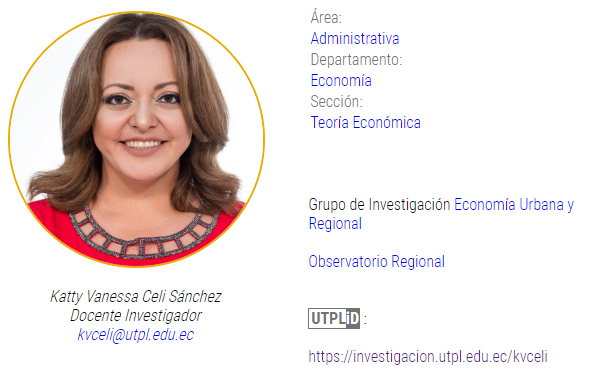 Área:
Administrativa
Departamento:
Economía
Sección:
Teoría Económica
Grupo de Investigación Economía Urbana y
Regional
Observatorio Regional
UTPLiD :
https://investigacion.utpl.edu.ec/kvceli
Katty Vanessa Celi Sánchez
Docente Investigador
kvceli@utpl.edu.ec